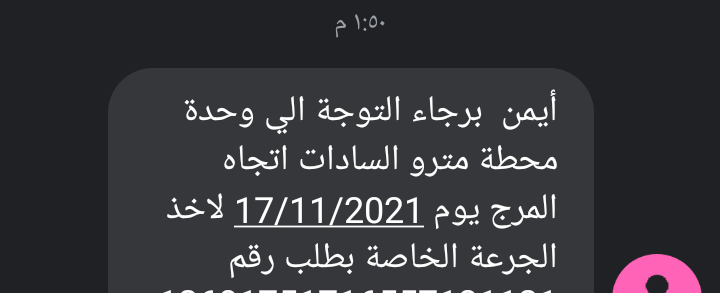 ١:٥٠ م
أيمن برجاء التوجة الي وحدة
محطة مترو السادات اتجاه
المرج يوم 17/11/2021 لاخذ
الجرعة الخاصة بطلب رقم